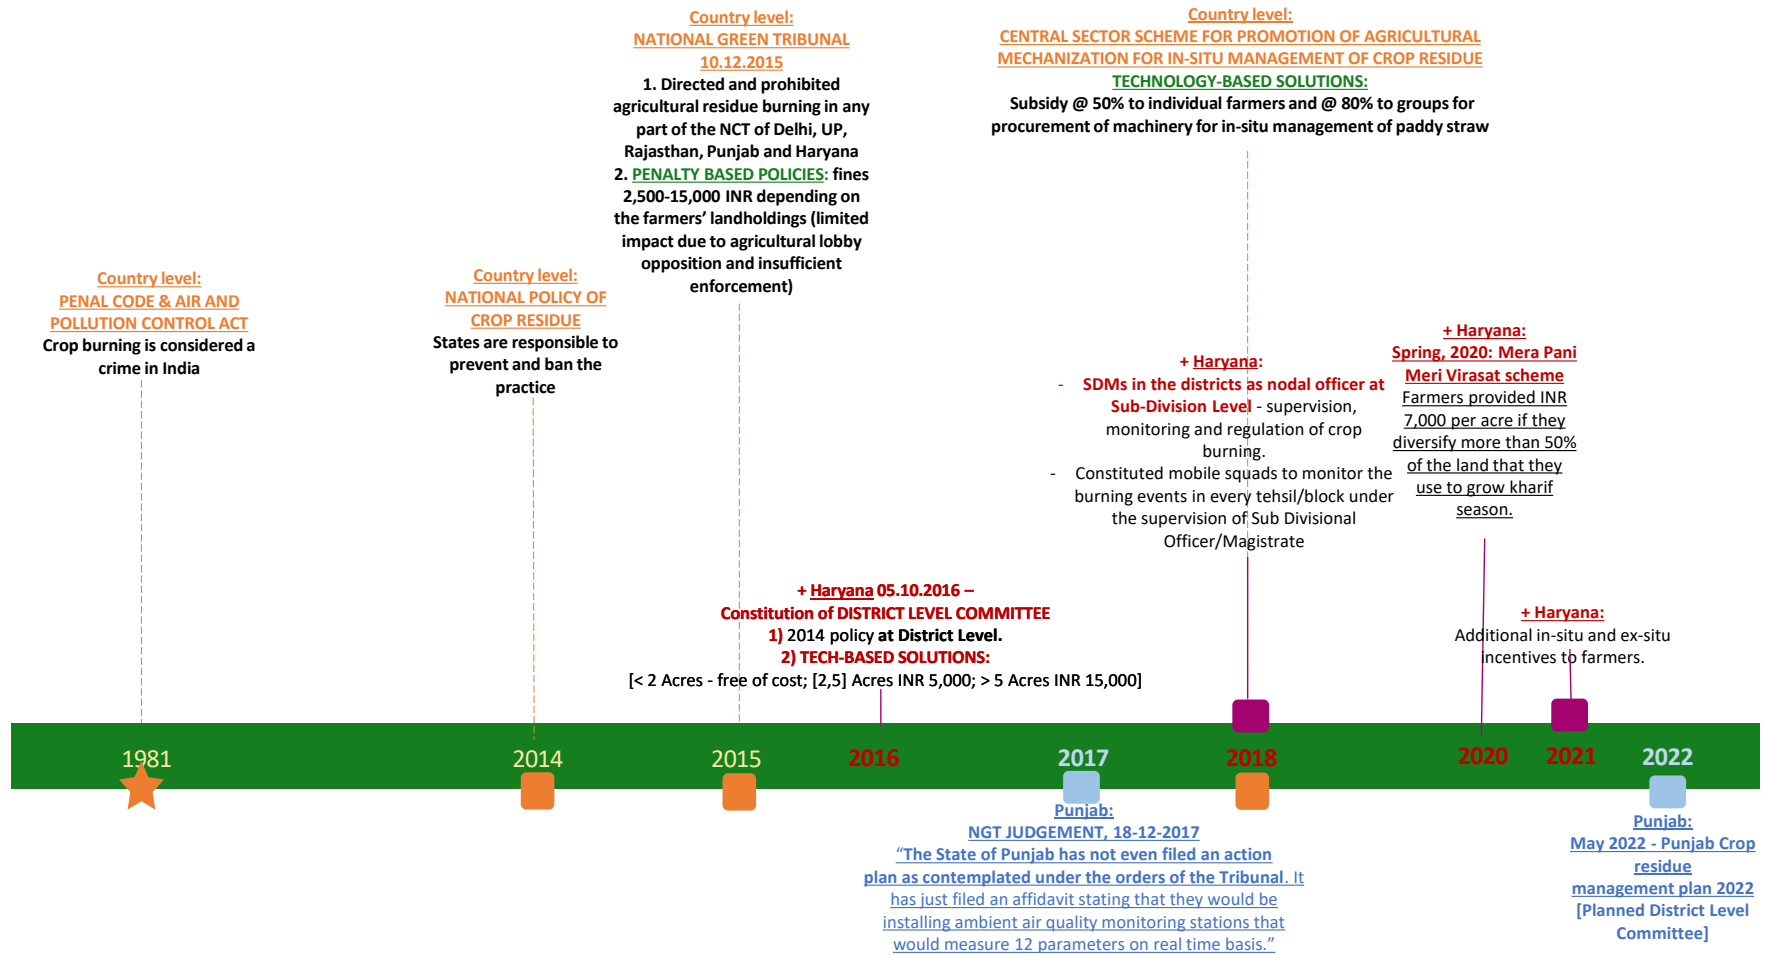 Country level:
PENAL CODE & AIR AND
POLLUTION CONTROL ACT
Crop burning is considered a
crime in India
Country level:
NATIONAL POLICY OF
CROP RESIDUE
States are responsible to
prevent and ban the
practice
Country level:
NATIONAL GREEN TRIBUNAL
10.12.2015
1. Directed and prohibited
agricultural residue burning in any
part of the NCT of Delhi, UP,
Rajasthan, Punjab and Haryana
2. PENALTY BASED POLICIES: fines
2,500-15,000 INR depending on
the farmers’ landholdings (limited
impact due to agricultural lobby
opposition and insufficient
enforcement)
+ Haryana 05.10.2016 –
Constitution of DISTRICT LEVEL COMMITTEE
1) 2014 policy at District Level.
2) TECH-BASED SOLUTIONS:
[< 2 Acres - free of cost; [2,5] Acres INR 5,000; > 5 Acres INR 15,000]
Country level:
CENTRAL SECTOR SCHEME FOR PROMOTION OF AGRICULTURAL
MECHANIZATION FOR IN-SITU MANAGEMENT OF CROP RESIDUE
TECHNOLOGY-BASED SOLUTIONS:
Subsidy @ 50% to individual farmers and @ 80% to groups for
procurement of machinery for in-situ management of paddy straw
+ Haryana:
- SDMs in the districts as nodal officer at
Sub-Division Level - supervision,
monitoring and regulation of crop
burning.
- Constituted mobile squads to monitor the
burning events in every tehsil/block under
the supervision of Sub Divisional
Officer/Magistrate
+ Haryana:
Spring, 2020: Mera Pani
Meri Virasat scheme
Farmers provided INR
7,000 per acre if they
diversify more than 50%
of the land that they
use to grow kharif
season.
+ Haryana:
Additional in-situ and ex-situ
incentives to farmers.
1981
2014
2015
2016
2017
2018
2020
2021
2022
Punjab:
NGT JUDGEMENT, 18-12-2017
“The State of Punjab has not even filed an action
plan as contemplated under the orders of the Tribunal. It
has just filed an affidavit stating that they would be
installing ambient air quality monitoring stations that
would measure 12 parameters on real time basis.”
Punjab:
May 2022 - Punjab Crop
residue
management plan 2022
[Planned District Level
Committee]